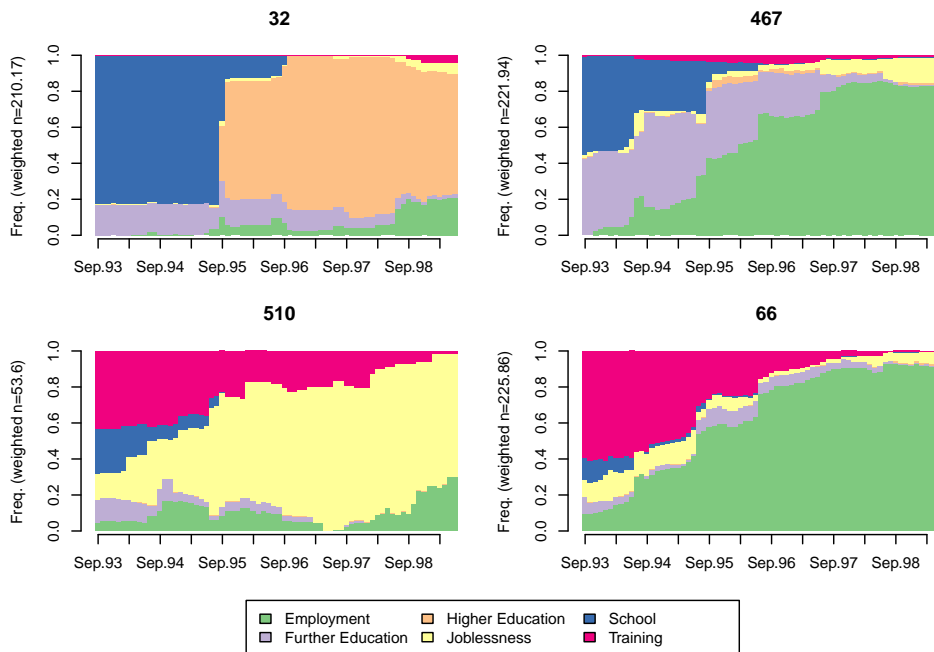 32
467
Freq. (weighted n=210.17)
0.0 0.2 0.4 0.6 0.8 1.0
Sep.93 Sep.94 Sep.95 Sep.96 Sep.97 Sep.98
Freq. (weighted n=221.94)
0.0 0.2 0.4 0.6 0.8 1.0
Sep.93 Sep.94 Sep.95 Sep.96 Sep.97 Sep.98
510
66
Freq. (weighted n=53.6)
0.0 0.2 0.4 0.6 0.8 1.0
Sep.93 Sep.94 Sep.95 Sep.96 Sep.97 Sep.98
Freq. (weighted n=225.86)
0.0 0.2 0.4 0.6 0.8 1.0
Sep.93 Sep.94 Sep.95 Sep.96 Sep.97 Sep.98
Employment Higher Education School
Further Education Joblessness Training